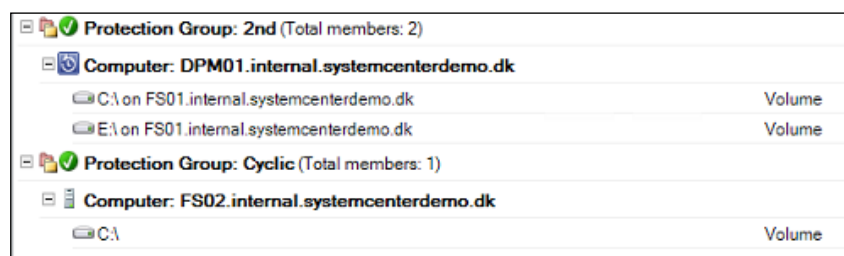 Protection Group: 2nd (Total members: 2)
Computer: DPM01.internal.systemcenterdemo.dk
C:\ on FS01.internal.systemcenterdemo.dk Volume
E:\ on FS01.internal.systemcenterdemo.dk Volume
Protection Group: Cyclic (Total members: 1)
Computer: FS02.internal.systemcenterdemo.dk
C:\ Volume